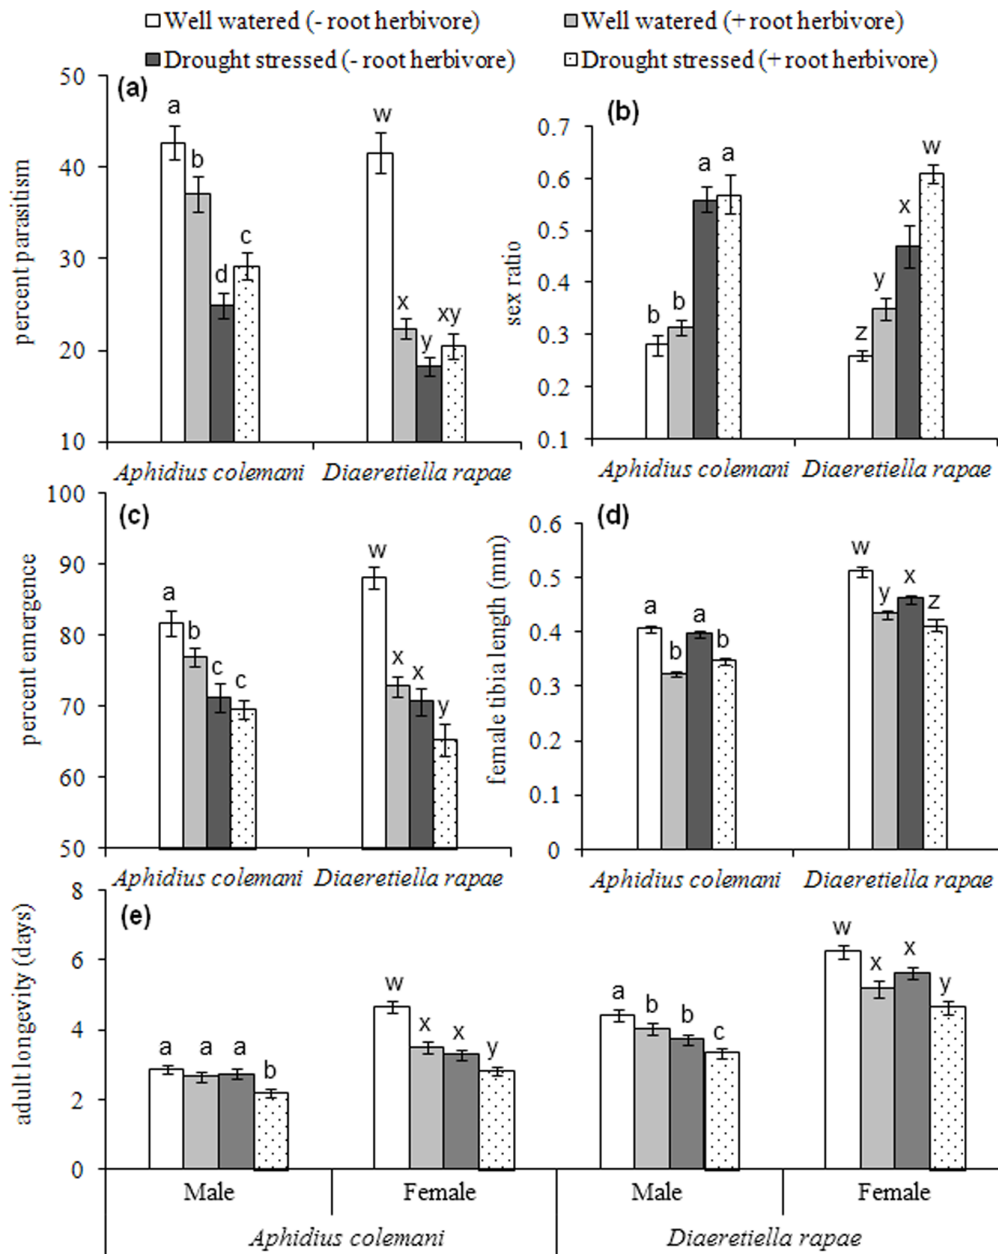 Well watered (- root herbivore) Well watered (+ root herbivore)
Drought stressed (- root herbivore) Drought stressed (+ root herbivore)
(a)
percent parasitism
50
40
30
20
10
a
b
d
c
w
x
y
xy
Aphidius colemani Diaeretiella rapae
(b)
sex ratio
0.7
0.6
0.5
0.4
0.3
0.2
0.1
b
b
a
a
z
y
x
w
Aphidius colemani Diaeretiella rapae
(c)
percent emergence
100
90
80
70
60
50
a
b
c
c
w
x
x
y
Aphidius colemani Diaeretiella rapae
(d)
female tibia length (mm)
0.6
0.5
0.4
0.3
0.2
0.1
0
a
b
a
b
w
y
x
z
Aphidius colemani Diaeretiella rapae
(e)
adult longevity (days)
8
6
4
2
0
a
a
a
b
w
x
x
y
a
b
b
c
w
x
x
y
Male Female Male Female
Aphidius colemani Diaeretiella rapae